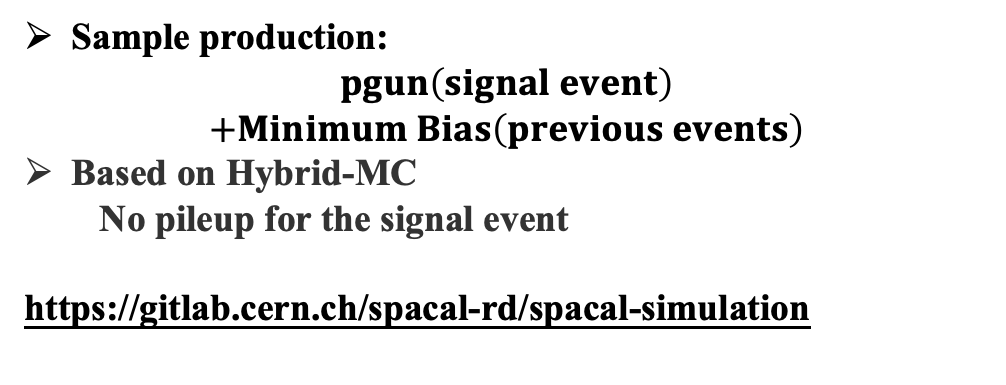 ➢ Sample production:
pgun(signal event)
+Minimum Bias(previous events)
➢ Based on Hybrid-MC
No pileup for the signal event
https://gitlab.cern.ch/spacal-rd/spacal-simulation